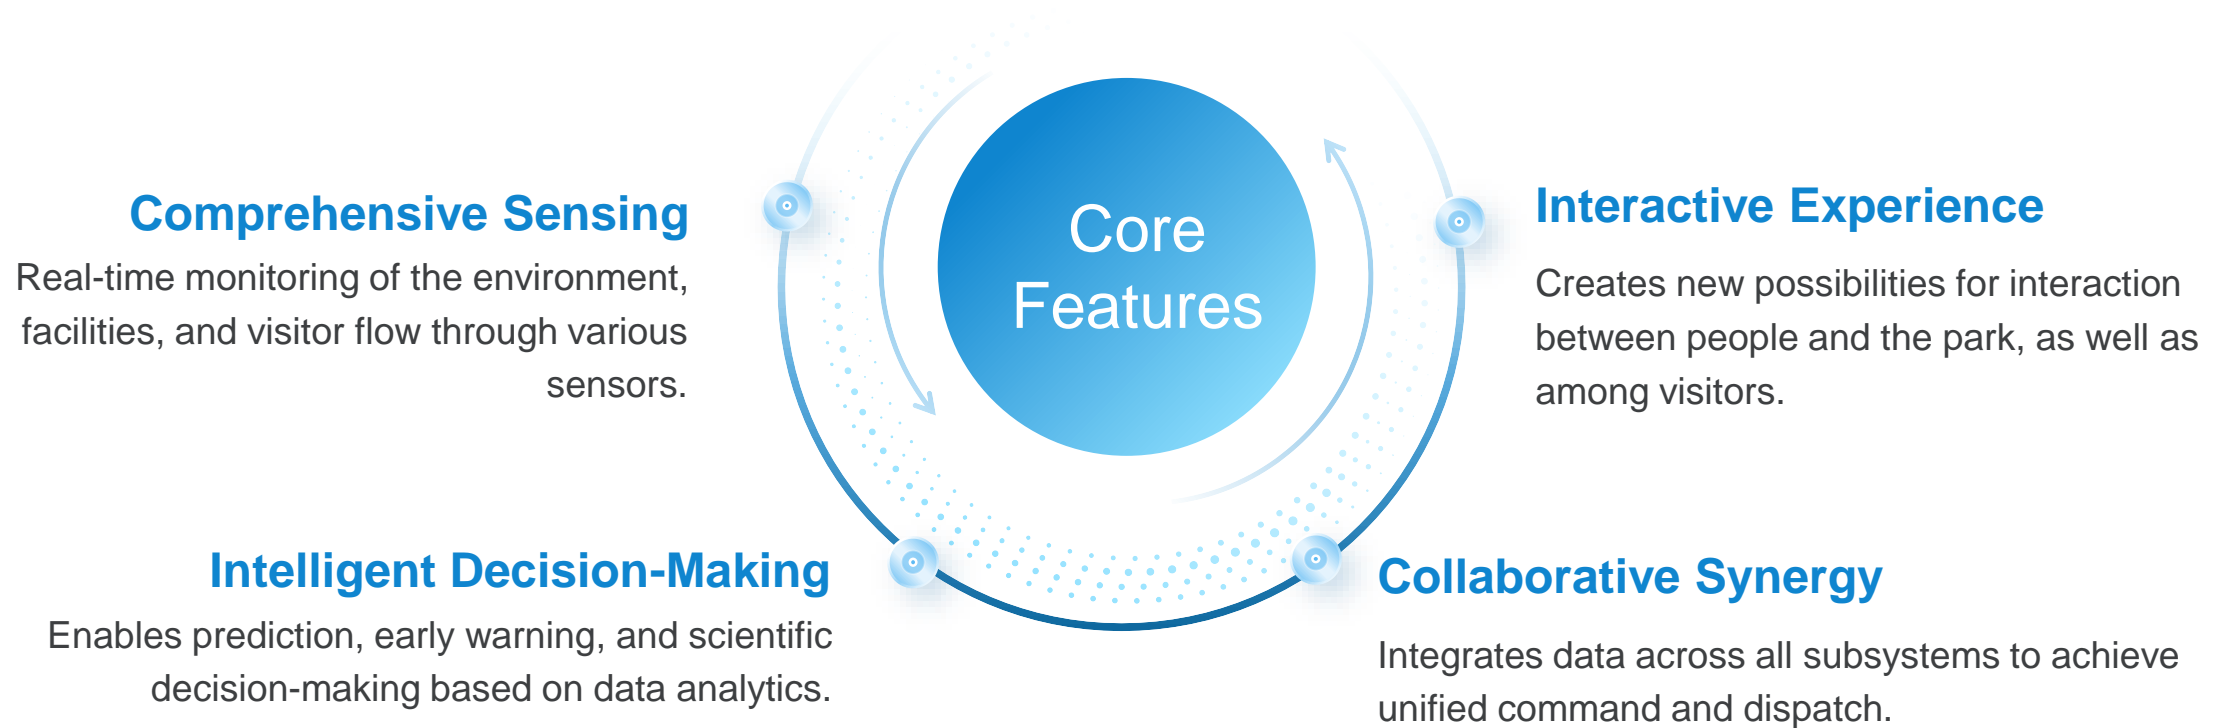 Core
Features
Comprehensive Sensing
Real-time monitoring of the environment,
facilities, and visitor flow through various
sensors.
Interactive Experience
Creates new possibilities for interaction
between people and the park, as well as
among visitors.
Intelligent Decision-Making
Enables prediction, early warning, and scientific
decision-making based on data analytics.
Collaborative Synergy
Integrates data across all subsystems to achieve
unified command and dispatch.